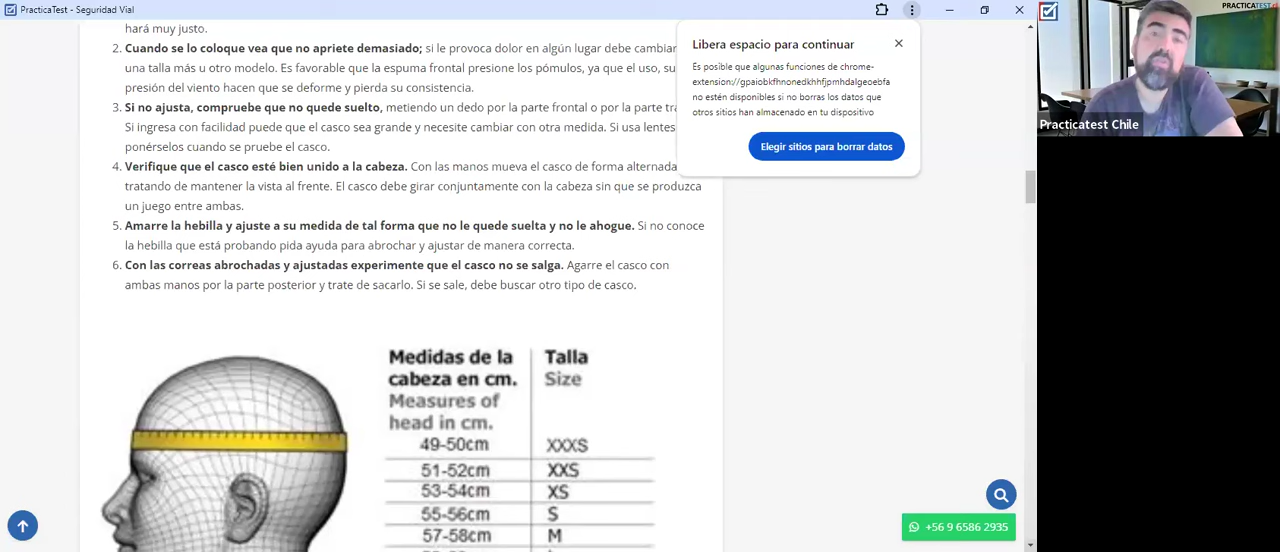 PracticaTest - Seguridad Vial
hará muy justo.
2. Cuando se lo coloque vea que no apriete demasiado; si le provoca dolor en algún lugar debe cambiar
una talla más u otro modelo. Es favorable que la espuma frontal presione los pómulos, ya que el uso, su
presión del viento hacen que se deforme y pierda su consistencia.
3. Si no ajusta, compruebe que no quede suelto, metiendo un dedo por la parte frontal o por la parte tra
Si ingresa con facilidad puede que el casco sea grande y necesite cambiar con otra medida. Si usa lentes
ponérselos cuando se pruebe el casco.
4. Verifique que el casco esté bien unido a la cabeza. Con las manos mueva el casco de forma alternada
tratando de mantener la vista al frente. El casco debe girar conjuntamente con la cabeza sin que se produzca
un juego entre ambas.
5. Amarre la hebilla y ajuste a su medida de tal forma que no le quede suelta y no le ahogue. Si no conoce
la hebilla que está probando pida ayuda para abrochar y ajustar de manera correcta.
6. Con las correas abrochadas y ajustadas experimente que el casco no se salga. Agarre el casco con
ambas manos por la parte posterior y trate de sacarlo. Si se sale, debe buscar otro tipo de casco.
Libera espacio para continuar
Es posible que algunas funciones de chrome-
extension://gpaiobkfhnonedkhhfjpmhdalgeoebfa
no estén disponibles si no borras los datos que
otros sitios han almacenado en tu dispositivo
Elegir sitios para borrar datos
Medidas de la Talla
cabeza en cm. Size
Measures of
head in cm.
49-50cm XXXS
51-52cm XXS
53-54cm XS
55-56cm S
57-58cm M
+56 9 6586 2935
PRACTICATEST
Practicatest Chile